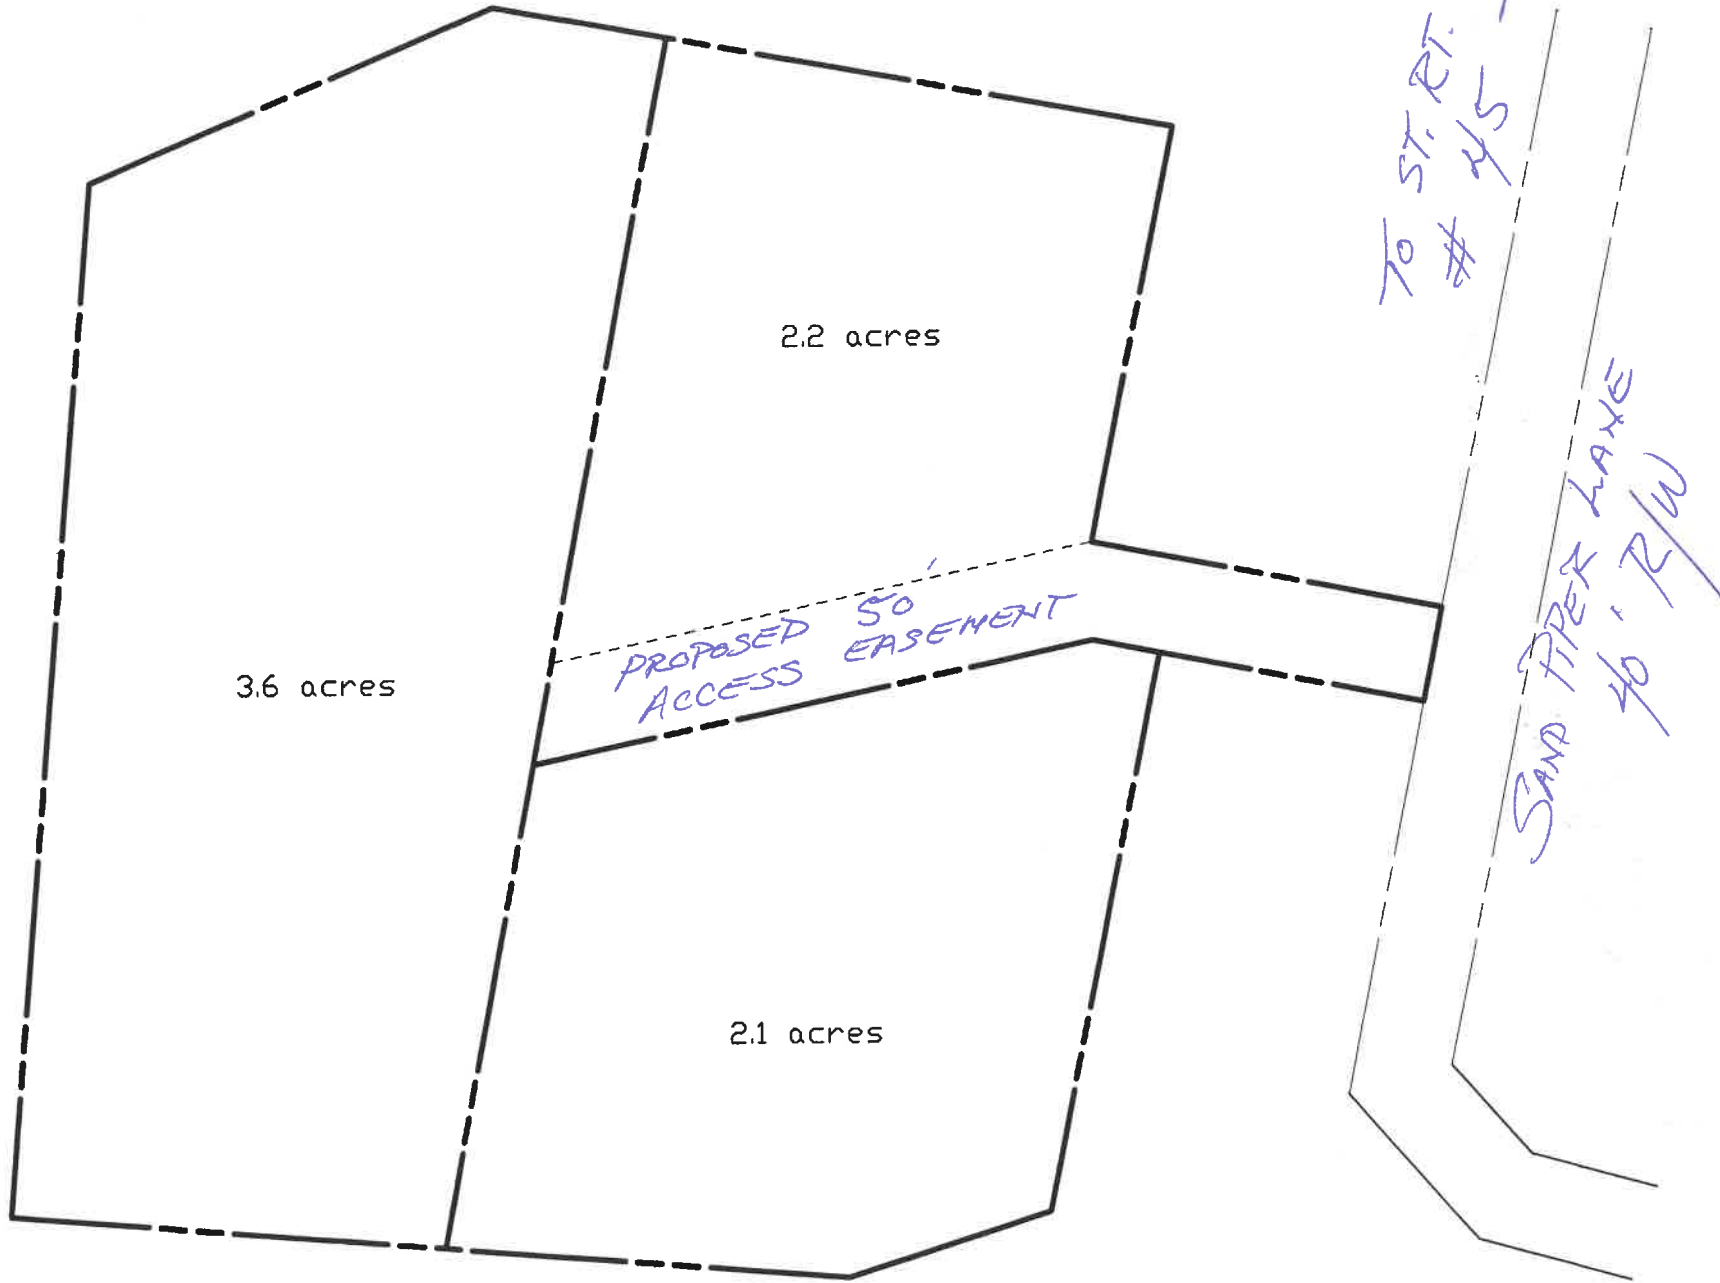 TO ST. RT.
# 45
2.2 acres
SAND PIPER LANE
40' R/W
PROPOSED 50'
ACCESS EASEMENT
3.6 acres
2.1 acres